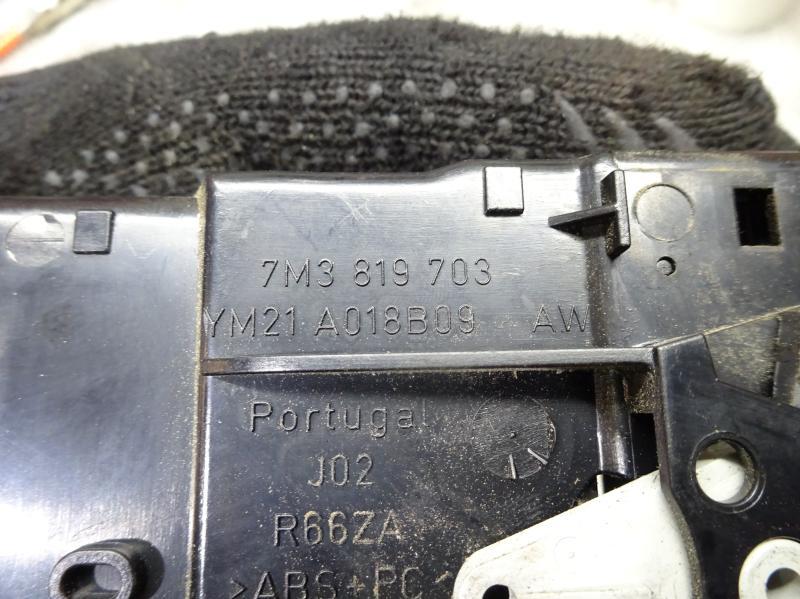 7M3 819 703
YM21 A018B09 AW
Portugal
J02
R66ZA
>ABS+PC<